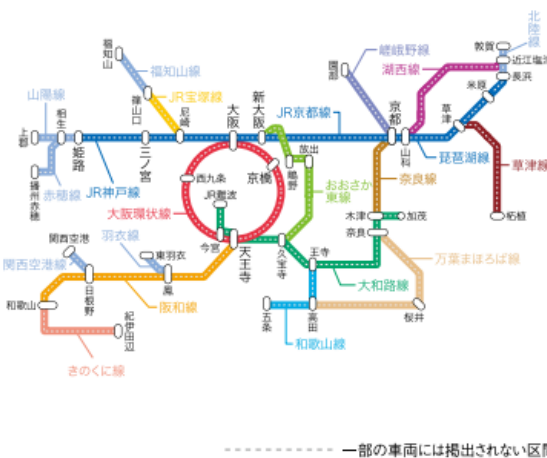 北陸線
嵯峨野線
敦賀
近江塩
湖西線
長浜
米原
福知山
福知山線
園部
山陽線
JR宝塚線
篠山口
尼崎
大阪
新大阪
JR京都線
京都
山科
草津
上郡
相生
姫路
三ノ宮
放出
鴫野
琵琶湖線
草津線
播州赤穂
赤穂線
JR神戸線
西九条
京橋
おおさか東線
奈良線
JR難波
大阪環状線
木津
加茂
柘植
今宮
奈良
関西空港
羽衣線
東羽衣
天王寺
久宝寺
王寺
万葉まほろば線
関西空港線
日根野
鳳
大和路線
和歌山
阪和線
五条
高田
桜井
紀伊田辺
和歌山線
きのくに線
一部の車両には掲出されない区間